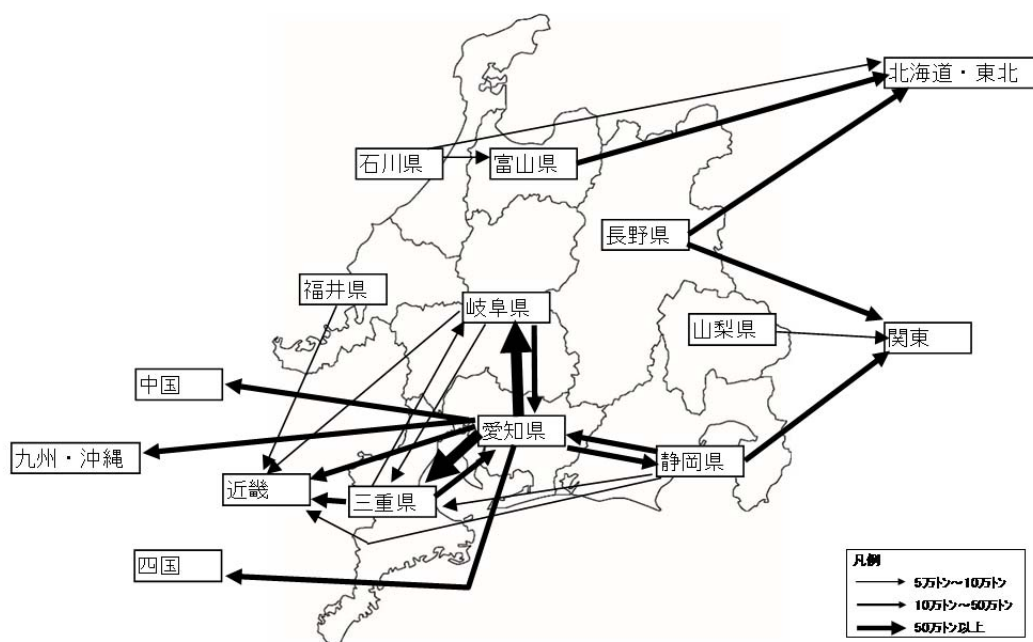 北海道・東北
石川県
富山県
長野県
福井県
岐阜県
山梨県
関東
中国
愛知県
九州・沖縄
静岡県
近畿
三重県
四国
凡例
5万トン～10万トン
10万トン～50万トン
50万トン以上